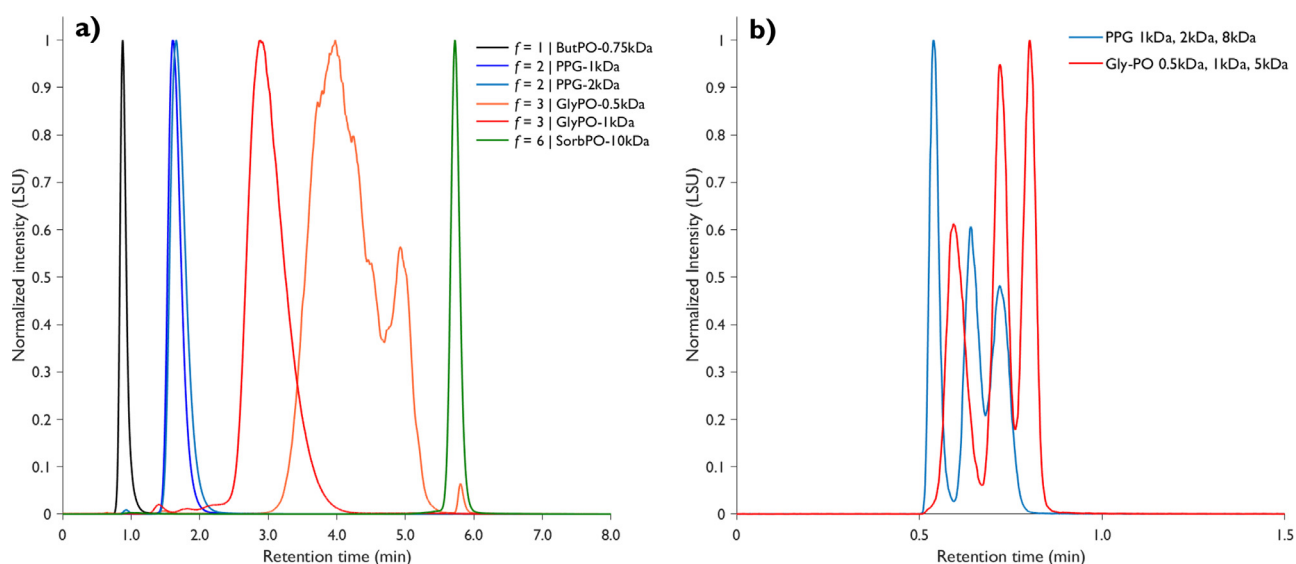 a)
f = 1 | ButPO-0.75kDa
f = 2 | PPG-1kDa
f = 2 | PPG-2kDa
f = 3 | GlyPO-0.5kDa
f = 3 | GlyPO-1kDa
f = 6 | SorbPO-10kDa
Normalized intensity (LSU)
1
0.9
0.8
0.7
0.6
0.5
0.4
0.3
0.2
0.1
0
0 1.0 2.0 3.0 4.0 5.0 6.0 7.0 8.0
Retention time (min)
b)
PPG 1kDa, 2kDa, 8kDa
Gly-PO 0.5kDa, 1kDa, 5kDa
Normalized Intensity (LSU)
1
0.9
0.8
0.7
0.6
0.5
0.4
0.3
0.2
0.1
0
0 0.5 1.0 1.5
Retention time (min)